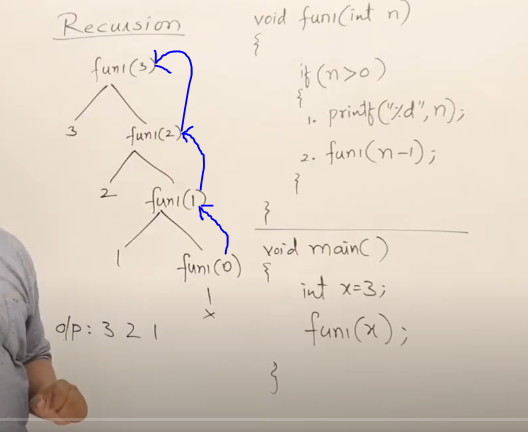 Recursion
fun1(3)
3
fun1(2)
2
fun1(1)
1
fun1(0)
x
o/p: 3 2 1
void fun1(int n)
{
if(n>0)
{
1. printf("%d",n);
2. fun1(n-1);
}
}
void main()
{
int x=3;
fun1(x);
}